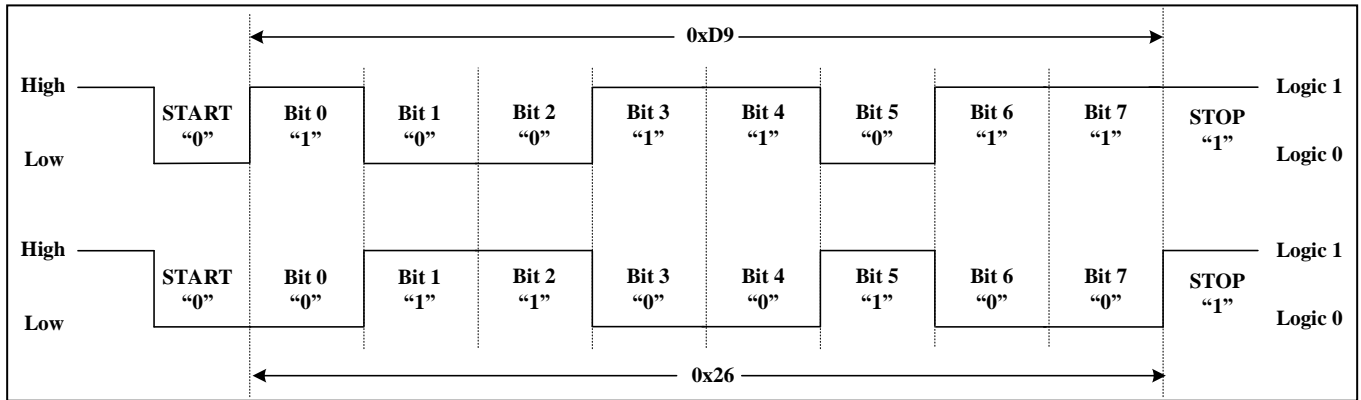 0xD9
High
Logic 1
START Bit 0 Bit 1 Bit 2 Bit 3 Bit 4 Bit 5 Bit 6 Bit 7 STOP
“0” “1” “0” “0” “1” “1” “0” “1” “1” “1”
Low
Logic 0
High
Logic 1
START Bit 0 Bit 1 Bit 2 Bit 3 Bit 4 Bit 5 Bit 6 Bit 7 STOP
“0” “0” “1” “1” “0” “0” “1” “0” “0” “1”
Low
Logic 0
0x26